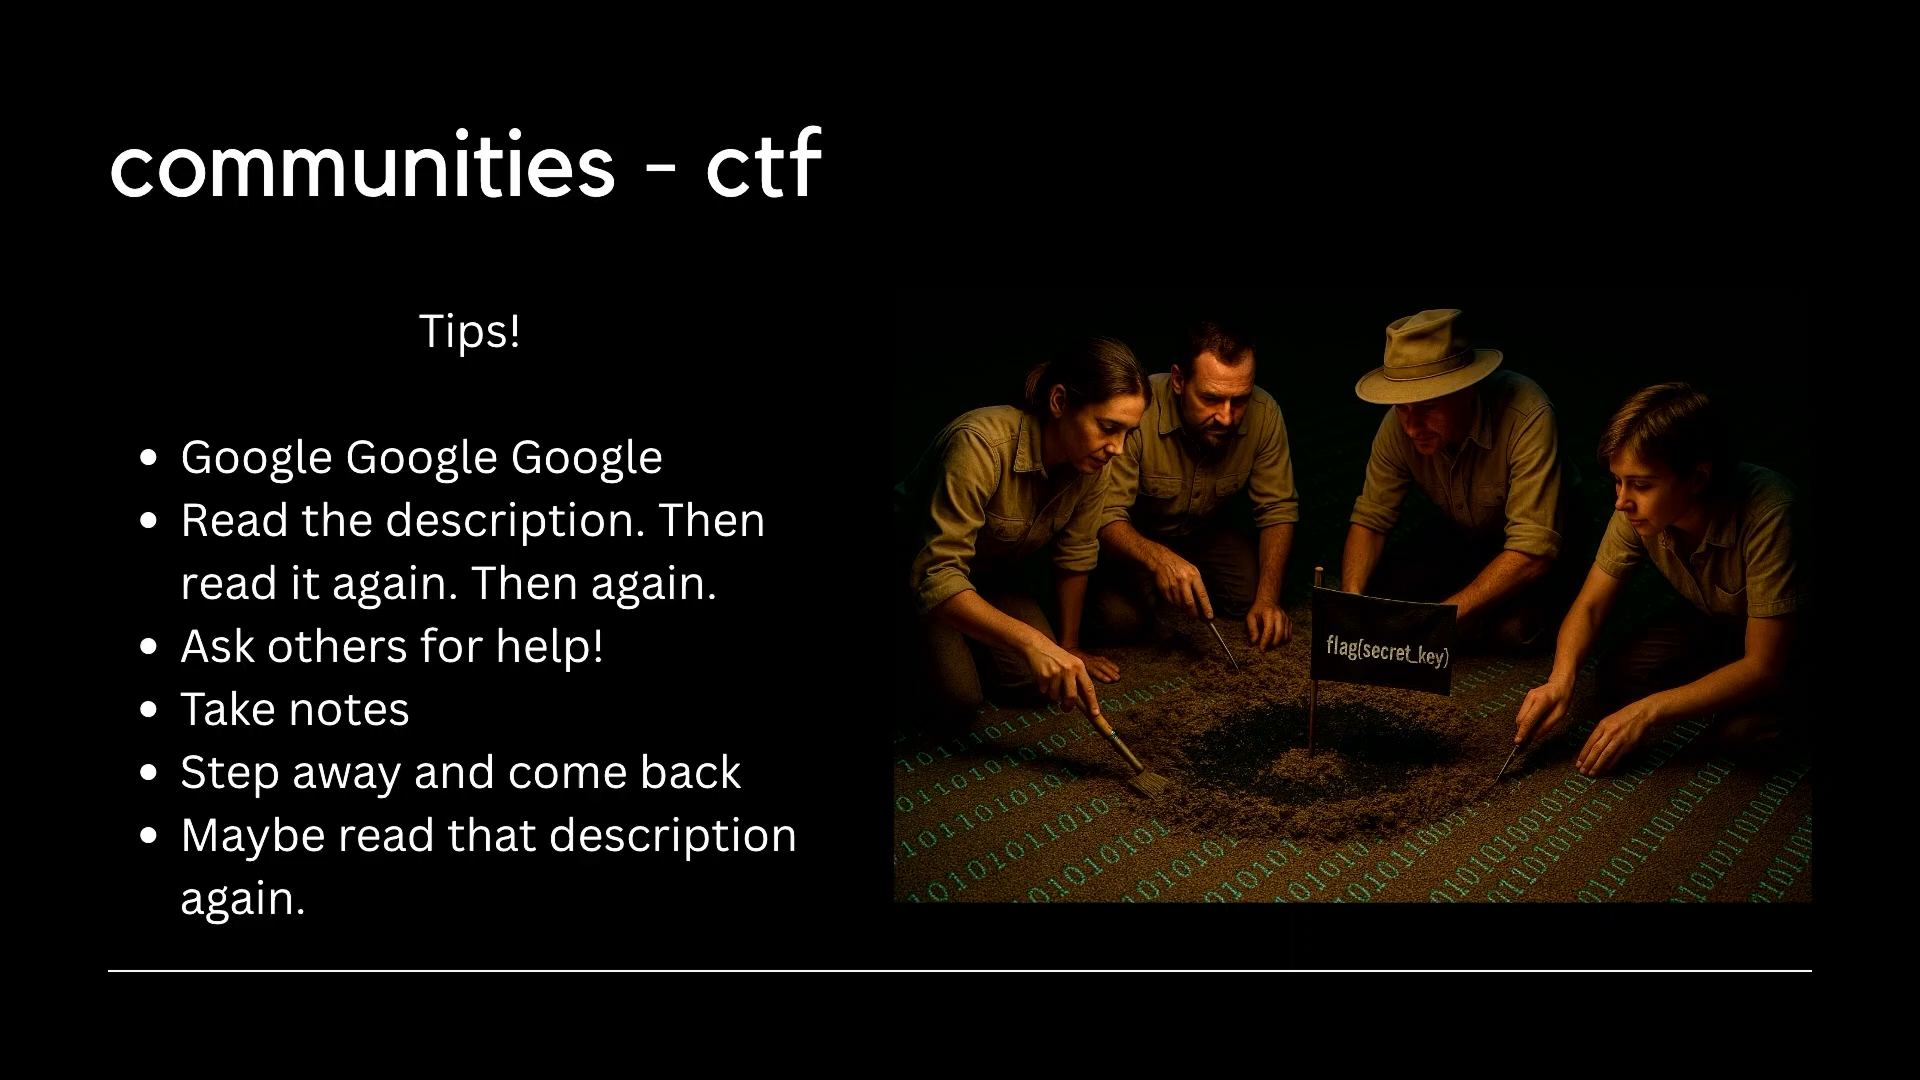 communities - ctf
Tips!
• Google Google Google
• Read the description. Then
read it again. Then again.
• Ask others for help!
• Take notes
• Step away and come back
• Maybe read that description
again.
flag(secret_key)